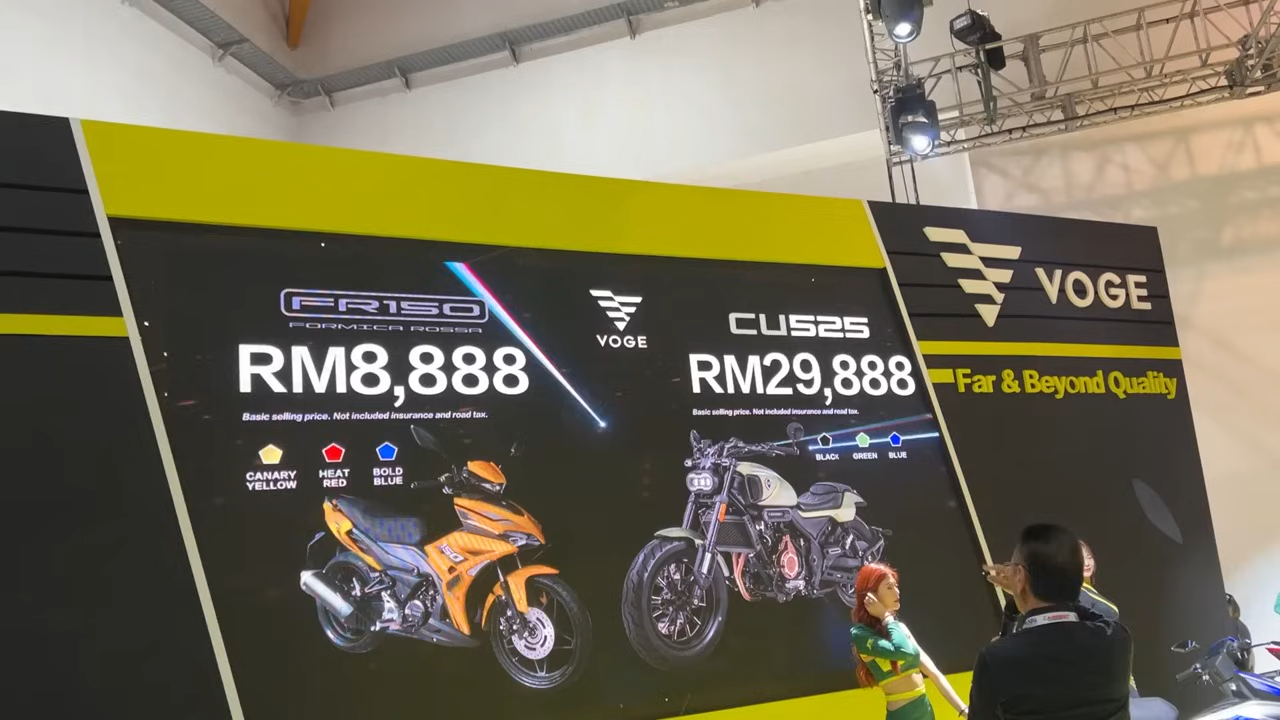 FR150
FORMICA ROSSA
RM8,888
Basic selling price. Not included insurance and road tax.
CANARY YELLOW
HEAT RED
BOLD BLUE
150
VOGE
CU525
RM29,888
Basic selling price. Not included insurance and road tax.
BLACK
GREEN
BLUE
VOGE
Far & Beyond Quality